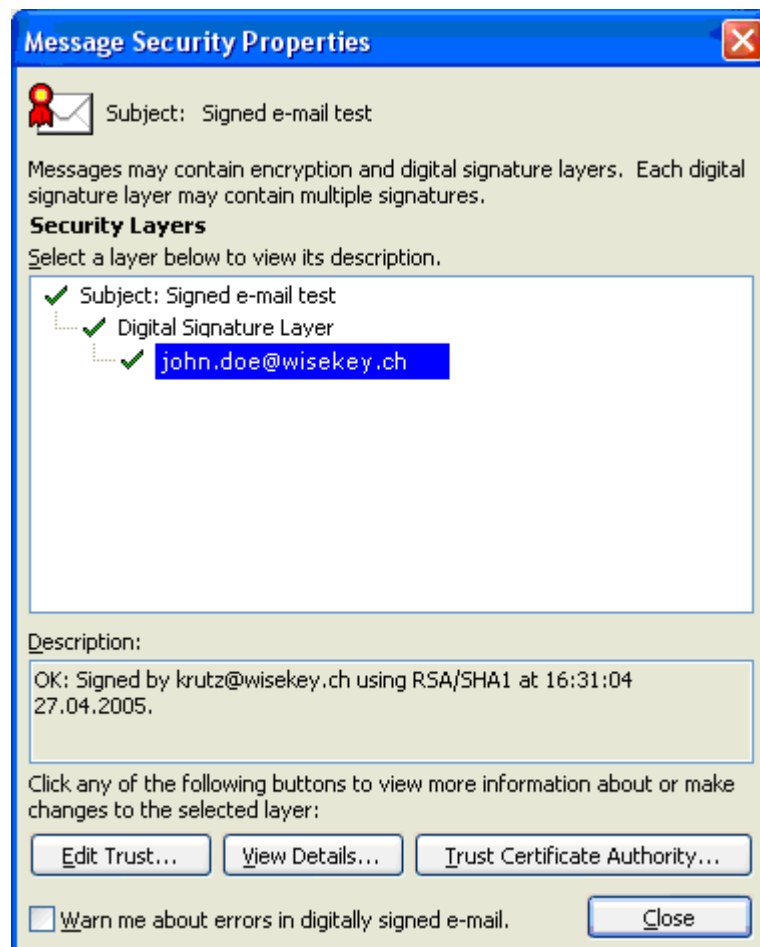 Message Security Properties
Subject: Signed e-mail test
Messages may contain encryption and digital signature layers. Each digital
signature layer may contain multiple signatures.
Security Layers
Select a layer below to view its description.
Subject: Signed e-mail test
Digital Signature Layer
john.doe@wisekey.ch
Description:
OK: Signed by krutz@wisekey.ch using RSA/SHA1 at 16:31:04
27.04.2005.
Click any of the following buttons to view more information about or make
changes to the selected layer:
Edit Trust... View Details... Trust Certificate Authority...
Warn me about errors in digitally signed e-mail. Close